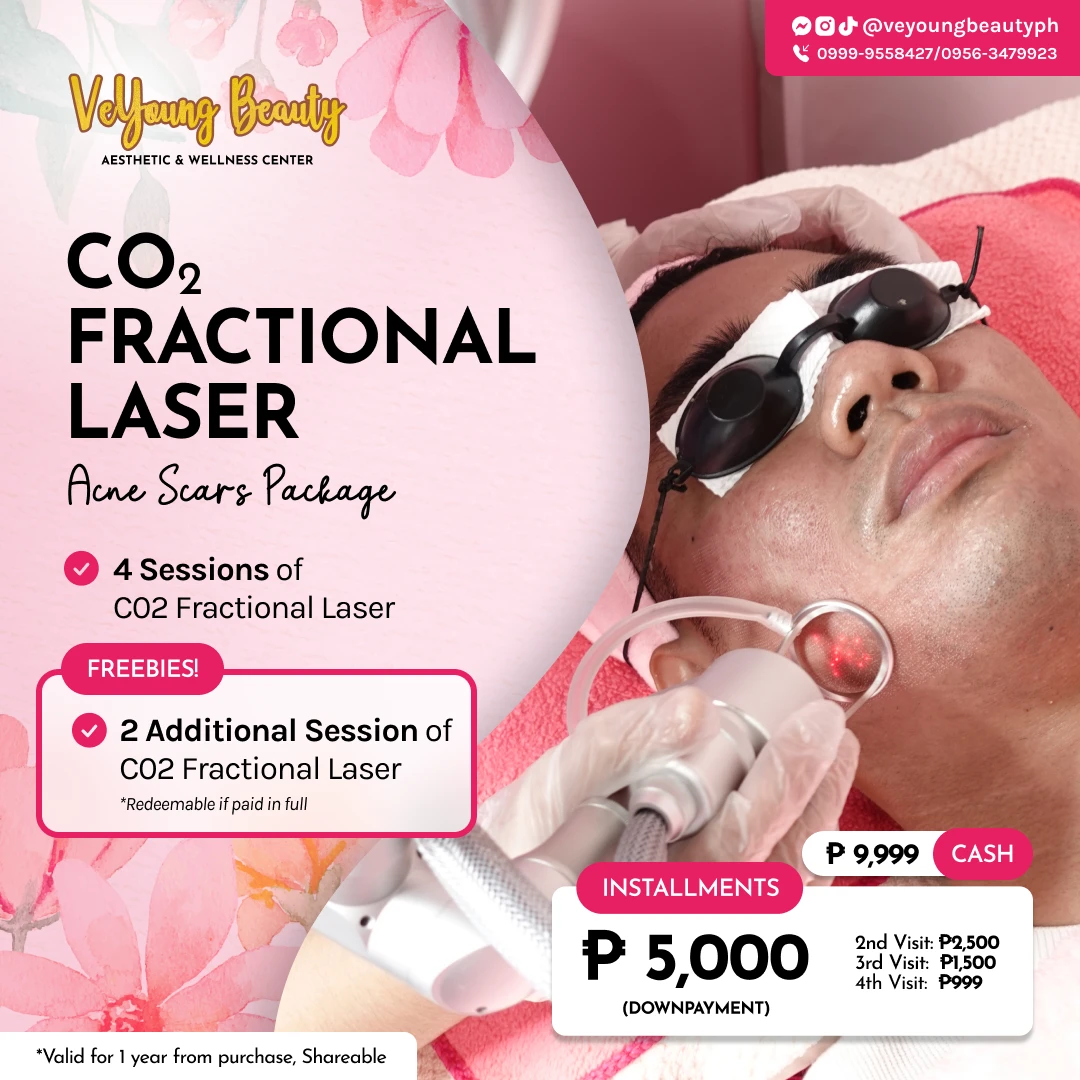 @veyoungbeautyph
0999-9558427/0956-3479923
VeYoung Beauty
AESTHETIC & WELLNESS CENTER
CO₂
FRACTIONAL
LASER
Acne Scars Package
4 Sessions of
C02 Fractional Laser
FREEBIES!
2 Additional Session of
C02 Fractional Laser
*Redeemable if paid in full
₱ 9,999 CASH
INSTALLMENTS
₱ 5,000
(DOWNPAYMENT)
2nd Visit: ₱2,500
3rd Visit: ₱1,500
4th Visit: ₱999
*Valid for 1 year from purchase, Shareable